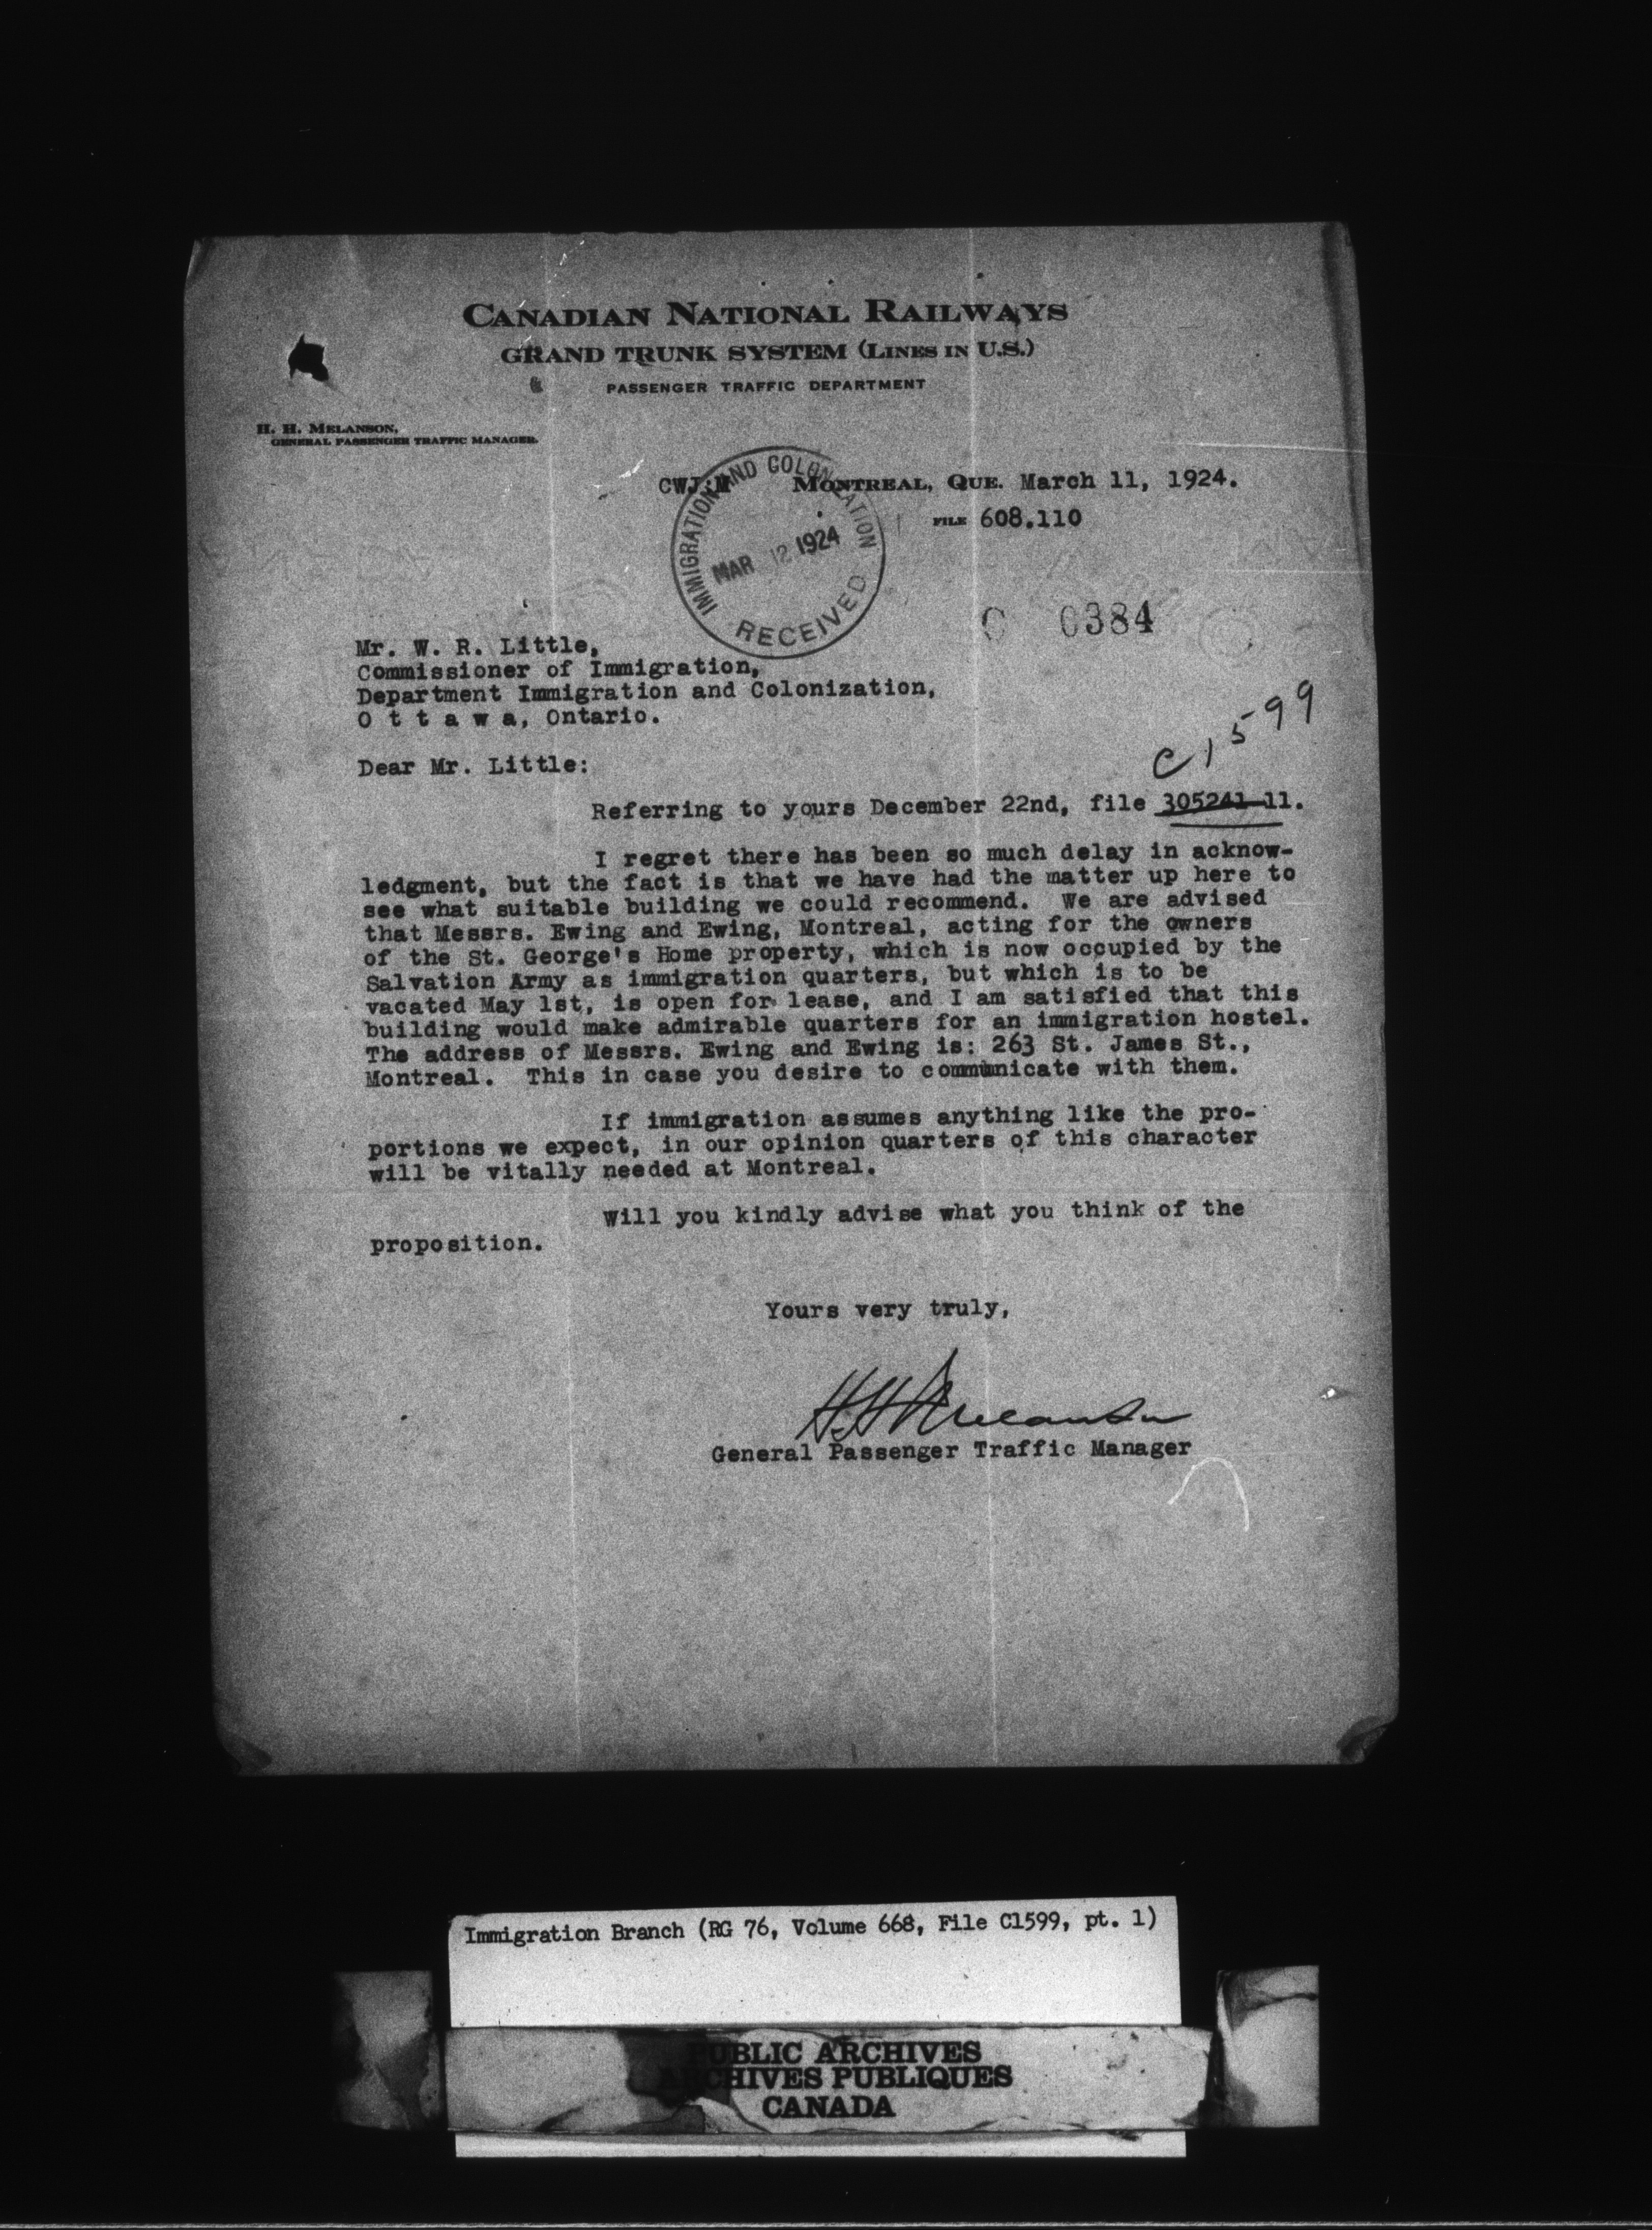 CANADIAN NATIONAL RAILWAYS
GRAND TRUNK SYSTEM (LINES IN U.S.)
PASSENGER TRAFFIC DEPARTMENT
H. H. MELANSON,
GENERAL PASSENGER TRAFFIC MANAGER.
CWJ:M MONTREAL, QUE. March 11, 1924.
FILE 608.110
IMMIGRATION AND COLONIZATION
MAR 12 1924
RECEIVED
C 0384
Mr. W. R. Little,
Commissioner of Immigration,
Department Immigration and Colonization,
O t t a w a, Ontario.
C1599
Dear Mr. Little:
Referring to yours December 22nd, file 305241-11.
I regret there has been so much delay in acknow-
ledgment, but the fact is that we have had the matter up here to
see what suitable building we could recommend. We are advised
that Messrs. Ewing and Ewing, Montreal, acting for the owners
of the St. George's Home property, which is now occupied by the
Salvation Army as immigration quarters, but which is to be
vacated May 1st, is open for lease, and I am satisfied that this
building would make admirable quarters for an immigration hostel.
The address of Messrs. Ewing and Ewing is: 263 St. James St.,
Montreal. This in case you desire to communicate with them.
If immigration assumes anything like the pro-
portions we expect, in our opinion quarters of this character
will be vitally needed at Montreal.
Will you kindly advise what you think of the
proposition.
Yours very truly,
H H Melanson
General Passenger Traffic Manager
Immigration Branch (RG 76, Volume 668, File C1599, pt. 1)
PUBLIC ARCHIVES
ARCHIVES PUBLIQUES
CANADA